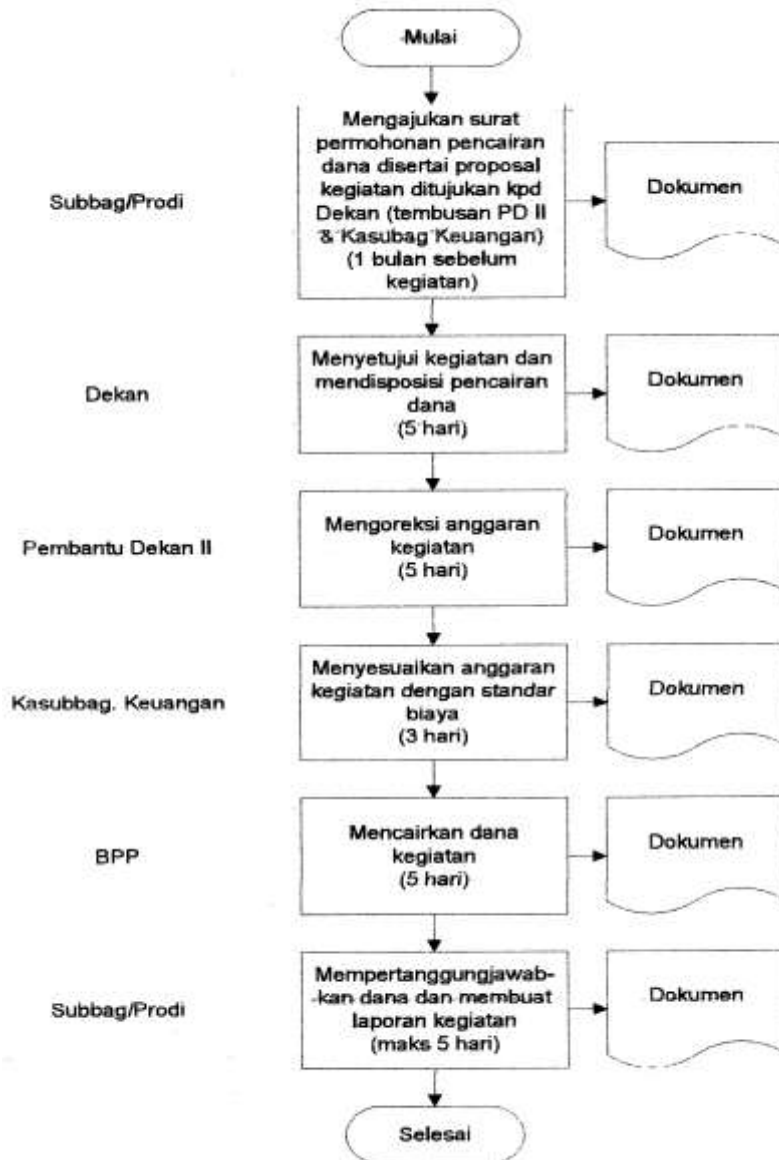 Mulai
Mengajukan surat
permohonan pencairan
dana disertai proposal
kegiatan ditujukan kpd
Dekan (tembusan PD II
& Kasubag Keuangan)
(1 bulan sebelum
kegiatan)
Subbag/Prodi
Dokumen
Menyetujui kegiatan dan
mendisposisi pencairan
dana
(5 hari)
Dekan
Dokumen
Mengoreksi anggaran
kegiatan
(5 hari)
Pembantu Dekan II
Dokumen
Menyesuaikan anggaran
kegiatan dengan standar
biaya
(3 hari)
Kasubbag. Keuangan
Dokumen
Mencairkan dana
kegiatan
(5 hari)
BPP
Dokumen
Mempertanggungjawab-
kan dana dan membuat
laporan kegiatan
(maks 5 hari)
Subbag/Prodi
Dokumen
Selesai